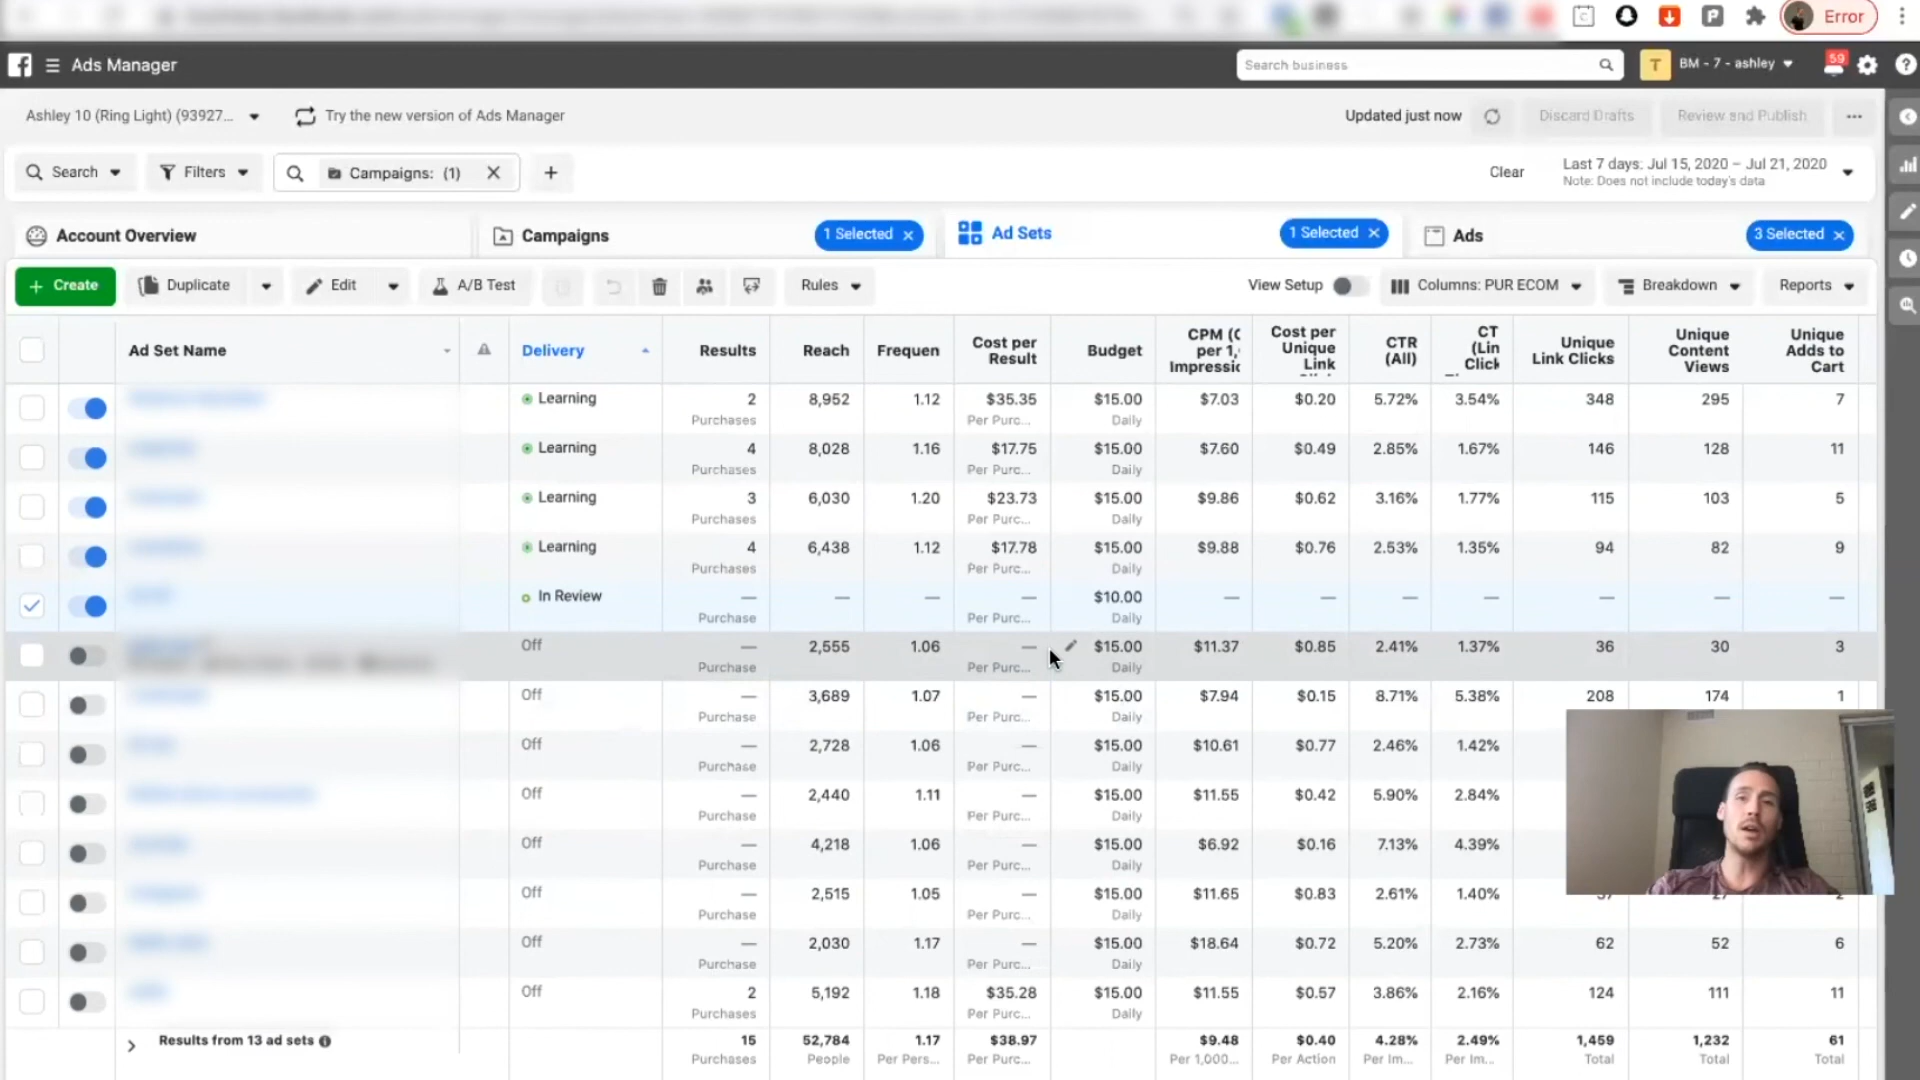 Error
Ads Manager
Search business
T
BM - 7 - ashley
59
Ashley 10 (Ring Light) (93927...
Try the new version of Ads Manager
Updated just now
Discard Drafts
Review and Publish
Search
Filters
Campaigns: (1)
Clear
Last 7 days: Jul 15, 2020 – Jul 21, 2020
Note: Does not include today's data
Account Overview
Campaigns
1 Selected
Ad Sets
1 Selected
Ads
3 Selected
+ Create
Duplicate
Edit
A/B Test
Rules
View Setup
Columns: PUR ECOM
Breakdown
Reports
Ad Set Name
Delivery
Results
Reach
Frequen
Cost per Result
Budget
CPM (C per 1, Impressic
Cost per Unique Link
CTR (All)
CT (Lin Click
Unique Link Clicks
Unique Content Views
Unique Adds to Cart
Learning 2 8,952 1.12 $35.35 $15.00 $7.03 $0.20 5.72% 3.54% 348 295 7
Purchases Per Purc... Daily
Learning 4 8,028 1.16 $17.75 $15.00 $7.60 $0.49 2.85% 1.67% 146 128 11
Purchases Per Purc... Daily
Learning 3 6,030 1.20 $23.73 $15.00 $9.86 $0.62 3.16% 1.77% 115 103 5
Purchases Per Purc... Daily
Learning 4 6,438 1.12 $17.78 $15.00 $9.88 $0.76 2.53% 1.35% 94 82 9
Purchases Per Purc... Daily
In Review — — — — $10.00 — — — — — — —
Purchase Per Purc... Daily
Off — 2,555 1.06 — $15.00 $11.37 $0.85 2.41% 1.37% 36 30 3
Purchase Per Purc... Daily
Off — 3,689 1.07 — $15.00 $7.94 $0.15 8.71% 5.38% 208 174 1
Purchase Per Purc... Daily
Off — 2,728 1.06 — $15.00 $10.61 $0.77 2.46% 1.42%
Purchase Per Purc... Daily
Off — 2,440 1.11 — $15.00 $11.55 $0.42 5.90% 2.84%
Purchase Per Purc... Daily
Off — 4,218 1.06 — $15.00 $6.92 $0.16 7.13% 4.39%
Purchase Per Purc... Daily
Off — 2,515 1.05 — $15.00 $11.65 $0.83 2.61% 1.40%
Purchase Per Purc... Daily
Off — 2,030 1.17 — $15.00 $18.64 $0.72 5.20% 2.73% 62 52 6
Purchase Per Purc... Daily
Off 2 5,192 1.18 $35.28 $15.00 $11.55 $0.57 3.86% 2.16% 124 111 11
Purchases Per Purc... Daily
Results from 13 ad sets 15 52,784 1.17 $38.97 $9.48 $0.40 4.28% 2.49% 1,459 1,232 61
Purchases People Per Pers... Per Purc... Per 1,000... Per Action Per Im... Per Im... Total Total Total